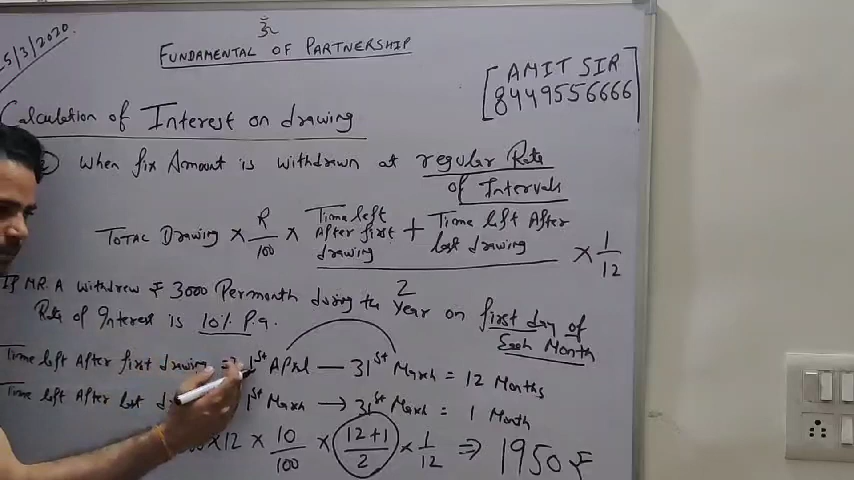 5/3/2020.
ॐ
FUNDAMENTAL OF PARTNERSHIP
AMIT SIR
8449556666
Calculation of Interest on drawing
When fix Amount is withdrawn at regular Rate
of Intervals
TOTAL Drawing × R/100 × Time left After first drawing + Time left After last drawing / 2 × 1/12
If MR. A withdrew ₹ 3000 Per month during the year on first day of
Each Month
Rate of Interest is 10% P.a.
Time left After first drawing = 1st April — 31st March = 12 Months
Time left After last 1st March → 31st March = 1 Month
× 12 × 10/100 × 12+1/2 × 1/12 ⇒ 1950 ₹